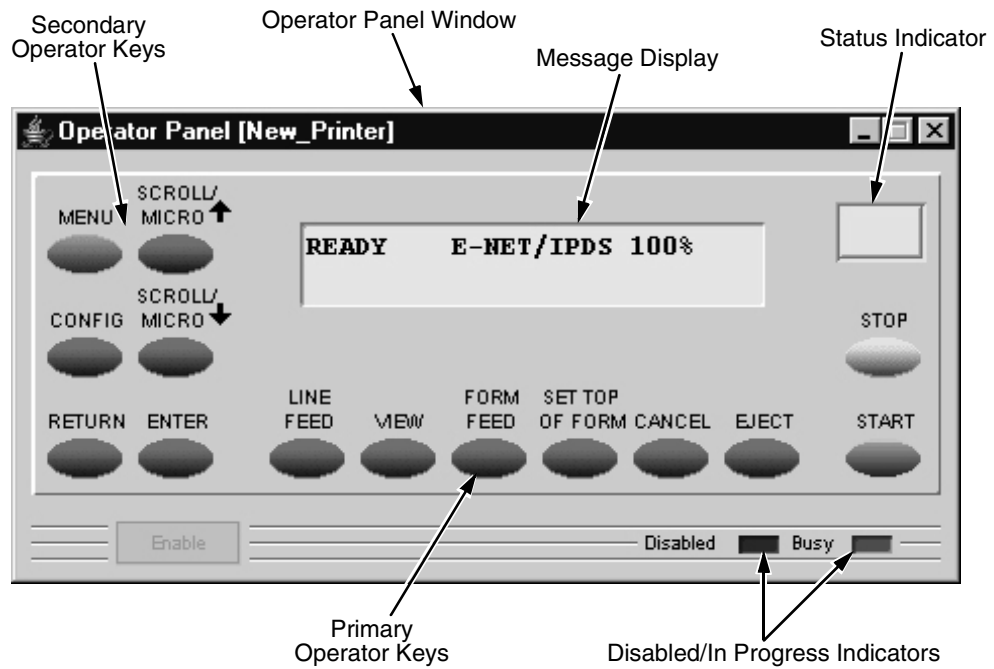 Operator Panel Window
Secondary
Operator Keys
Status Indicator
Message Display
Operator Panel [New_Printer]
SCROLL/
MENU MICRO
READY E-NET/IPDS 100%
SCROLL/
CONFIG MICRO
STOP
LINE FORM SET TOP
RETURN ENTER FEED VIEW FEED OF FORM CANCEL EJECT START
Enable
Disabled Busy
Primary
Operator Keys
Disabled/In Progress Indicators